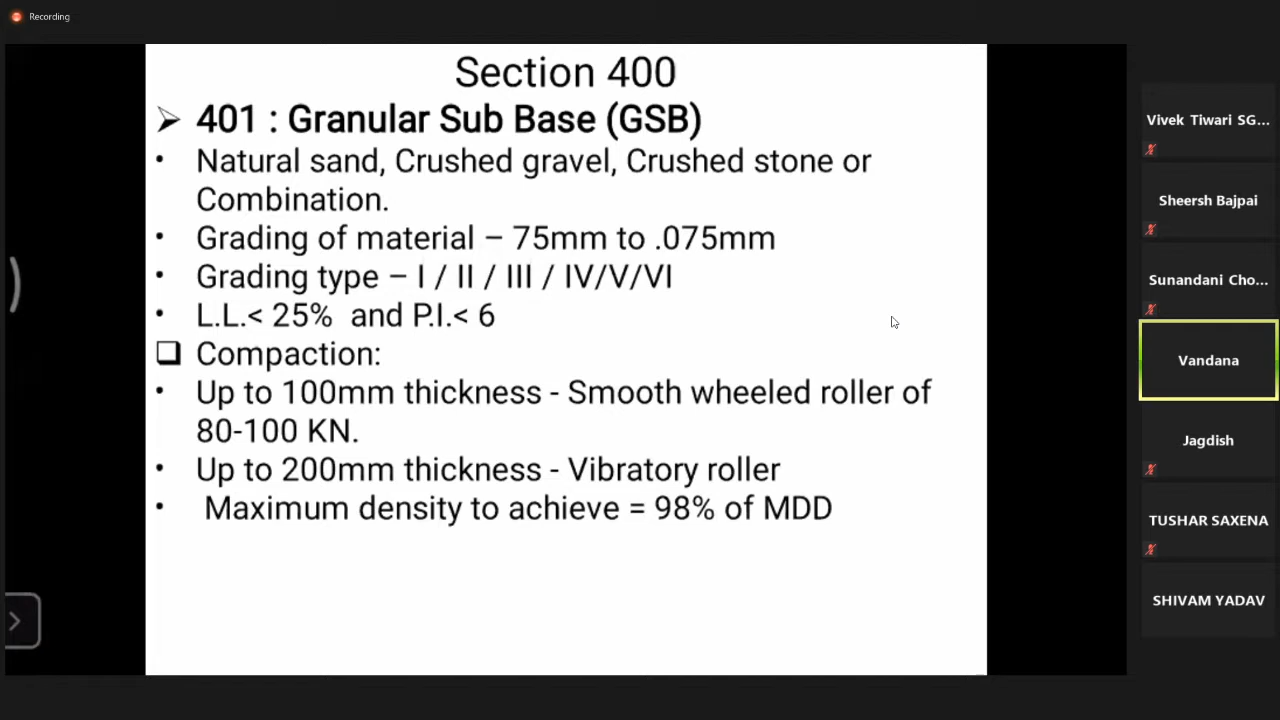 Recording
Section 400
➢ 401 : Granular Sub Base (GSB)
• Natural sand, Crushed gravel, Crushed stone or
Combination.
• Grading of material – 75mm to .075mm
• Grading type – I / II / III / IV/V/VI
• L.L.< 25% and P.I.< 6
❑ Compaction:
• Up to 100mm thickness - Smooth wheeled roller of
80-100 KN.
• Up to 200mm thickness - Vibratory roller
• Maximum density to achieve = 98% of MDD
Vivek Tiwari SG...
Sheersh Bajpai
Sunandani Cho...
Vandana
Jagdish
TUSHAR SAXENA
SHIVAM YADAV